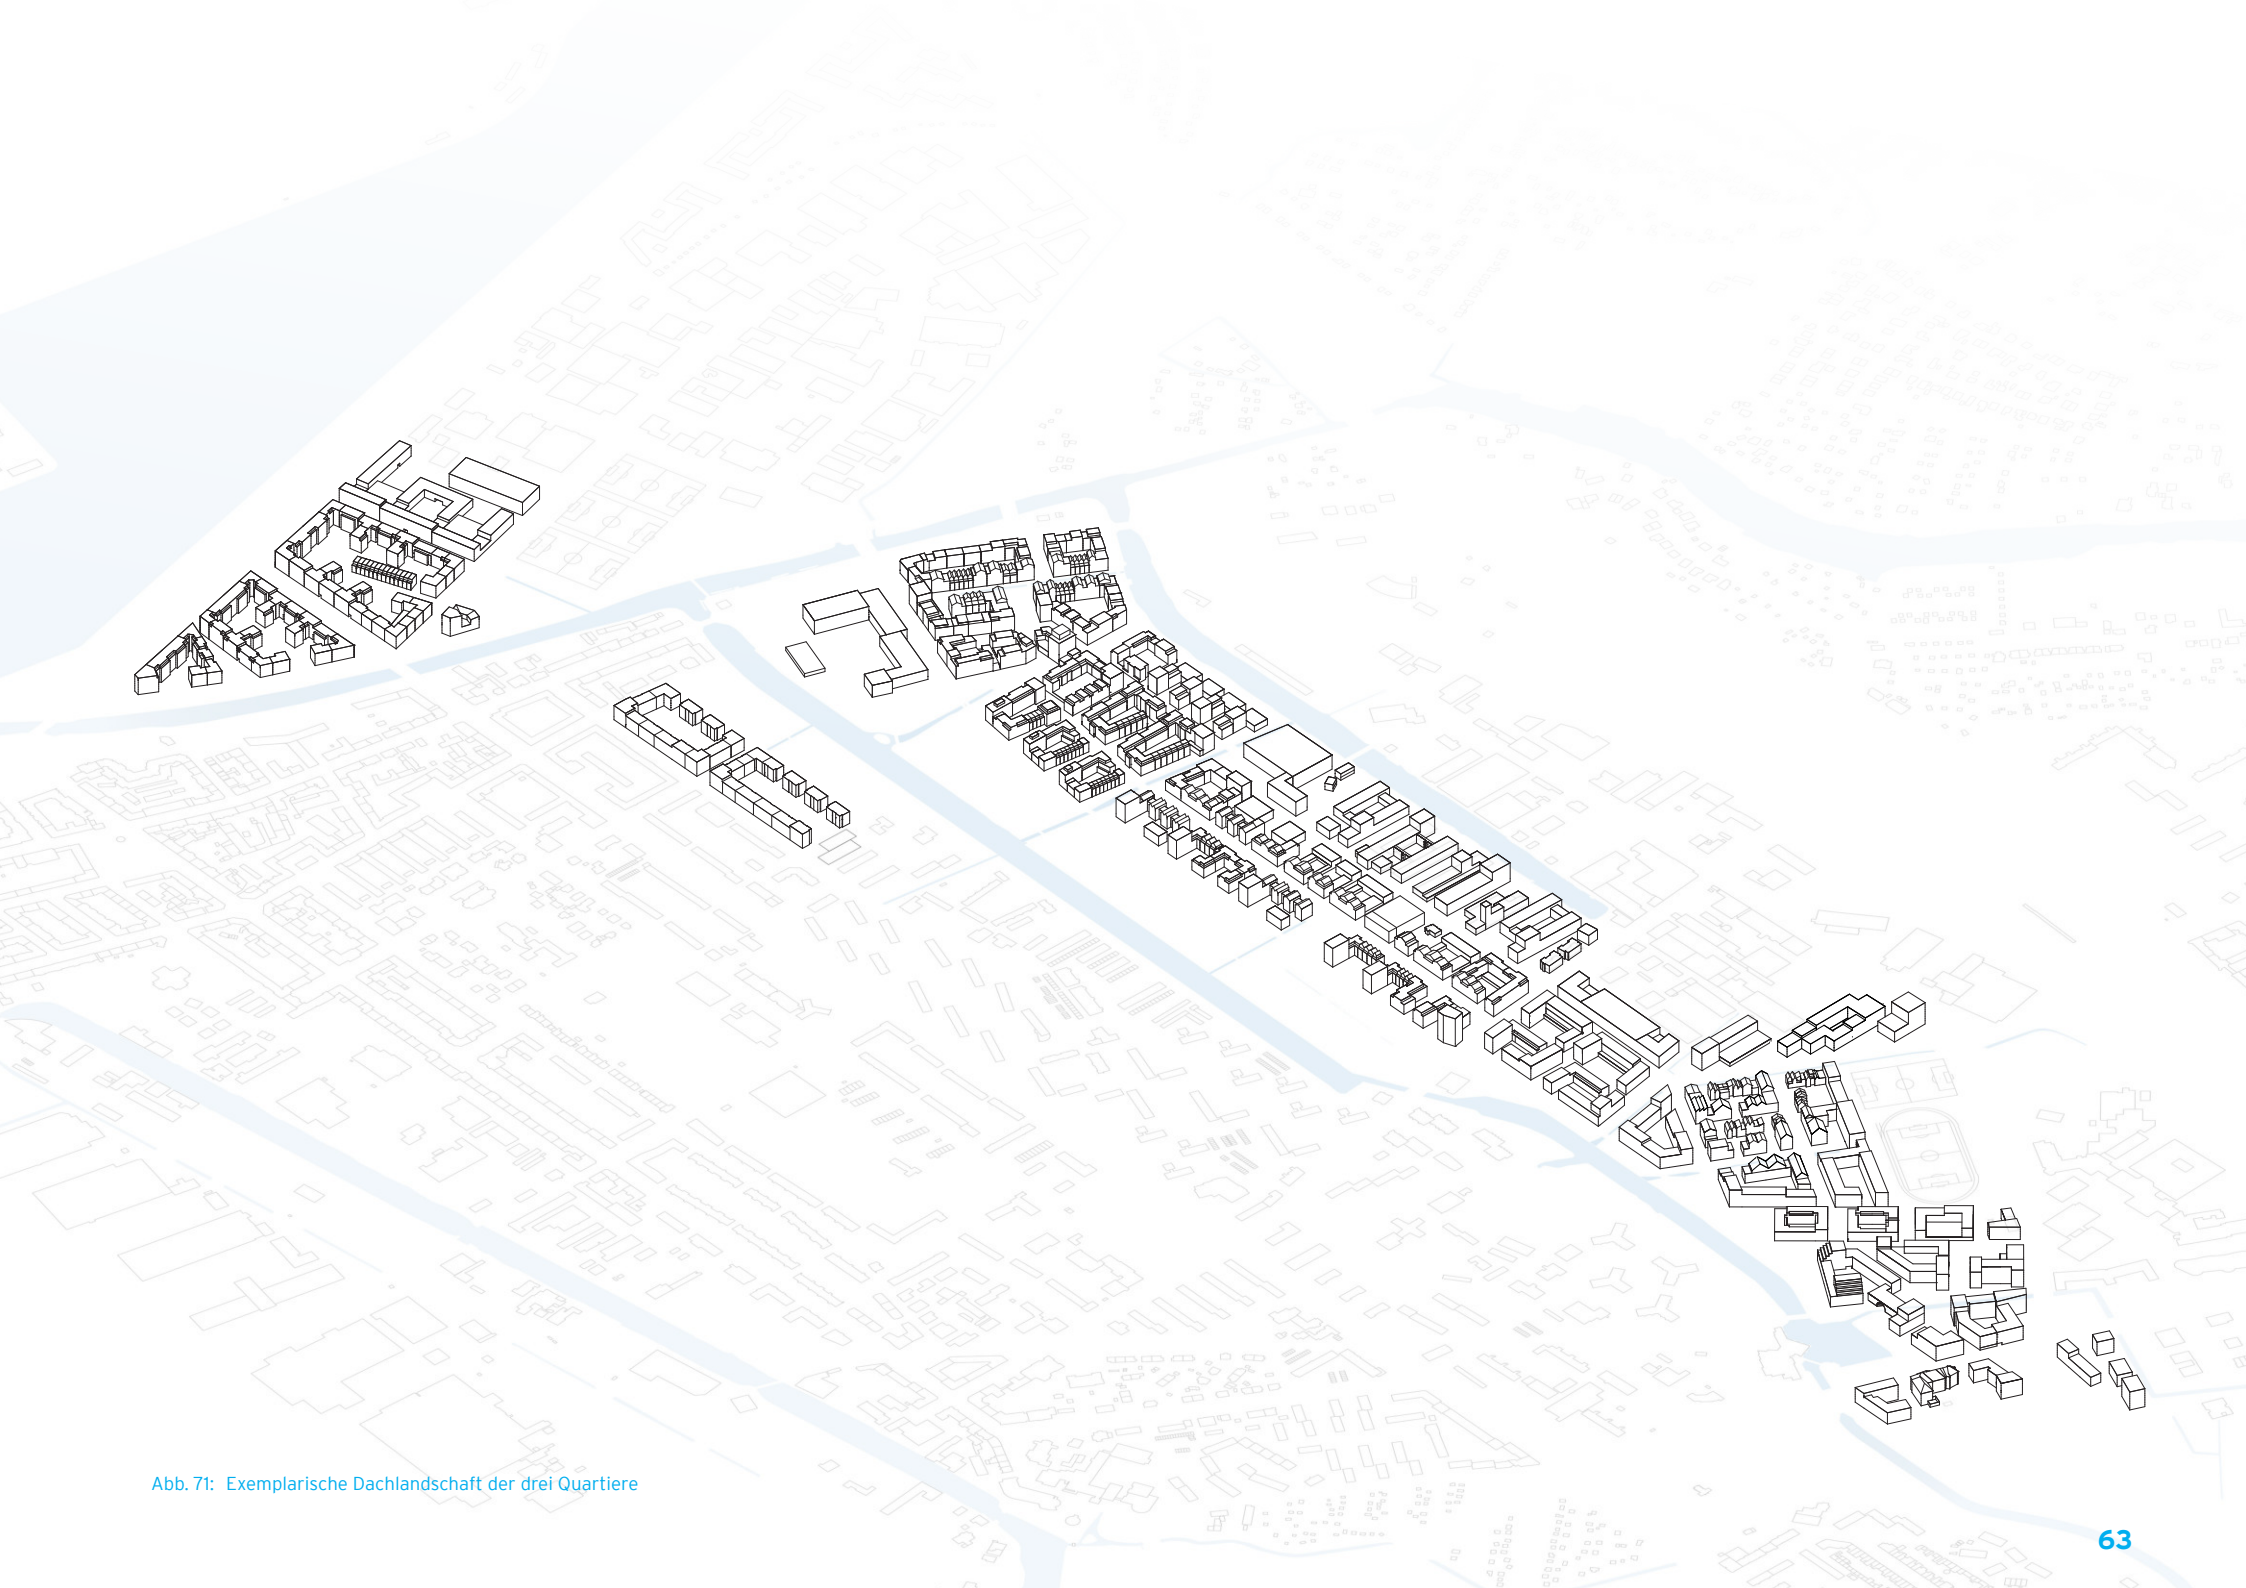 Abb. 71: Exemplarische Dachlandschaft der drei Quartiere
63